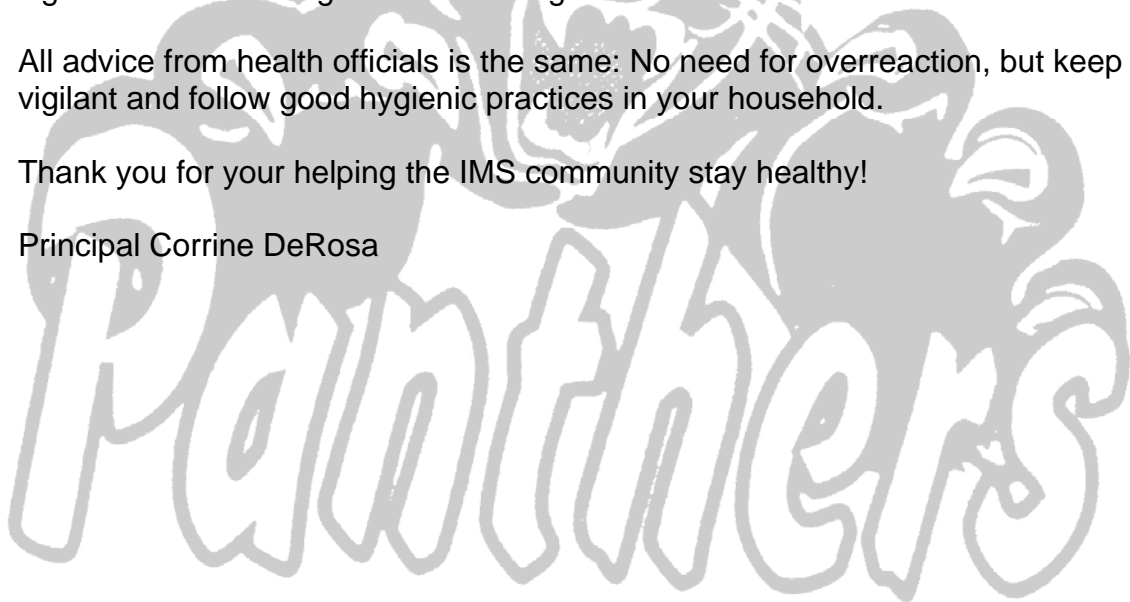 All advice from health officials is the same: No need for overreaction, but keep
vigilant and follow good hygienic practices in your household.
Thank you for your helping the IMS community stay healthy!
Principal Corrine DeRosa
Panthers